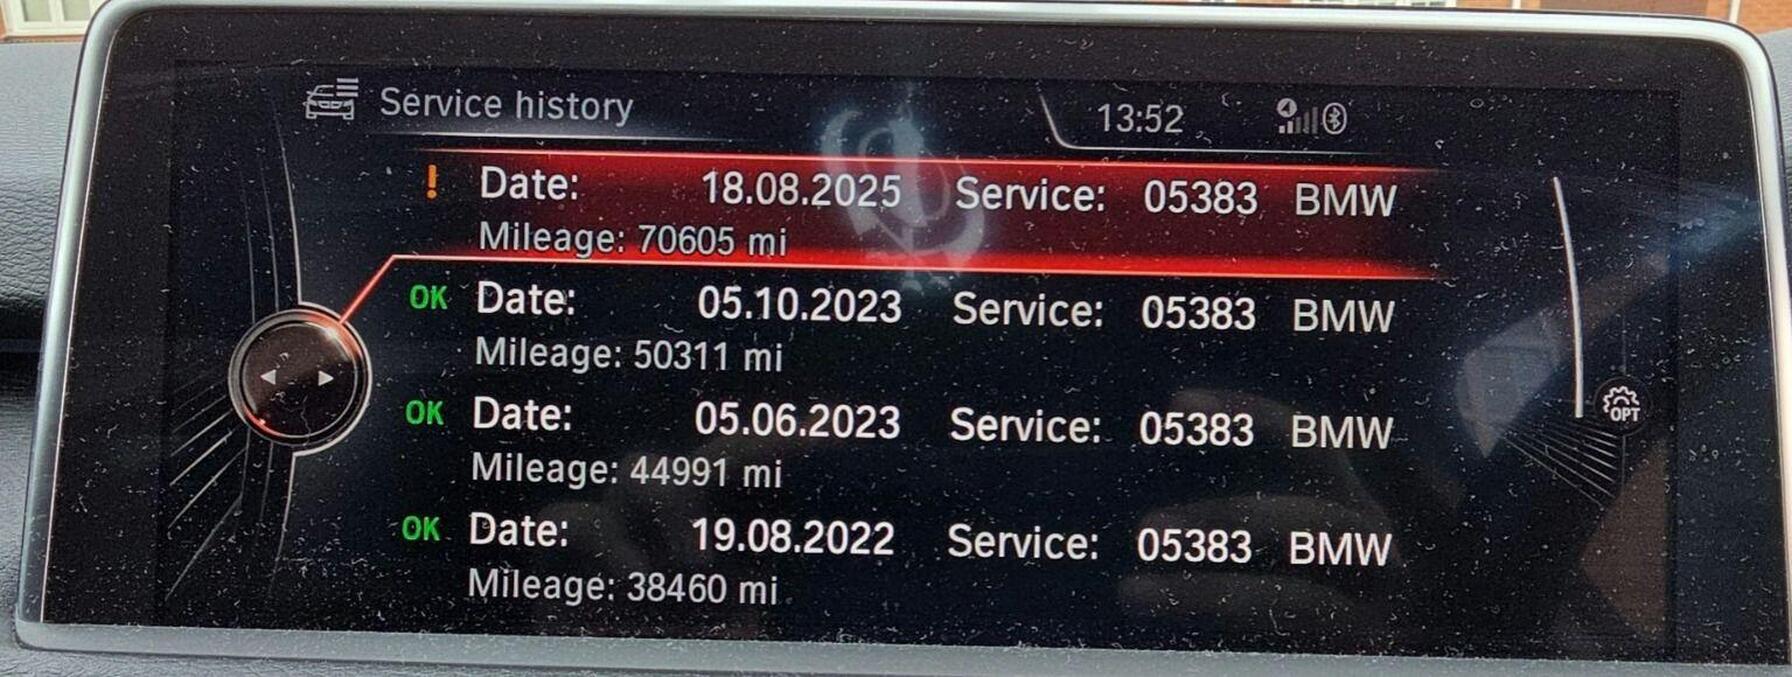 Service history 13:52
! Date: 18.08.2025 Service: 05383 BMW
Mileage: 70605 mi
OK Date: 05.10.2023 Service: 05383 BMW
Mileage: 50311 mi
OK Date: 05.06.2023 Service: 05383 BMW
Mileage: 44991 mi
OPT
OK Date: 19.08.2022 Service: 05383 BMW
Mileage: 38460 mi